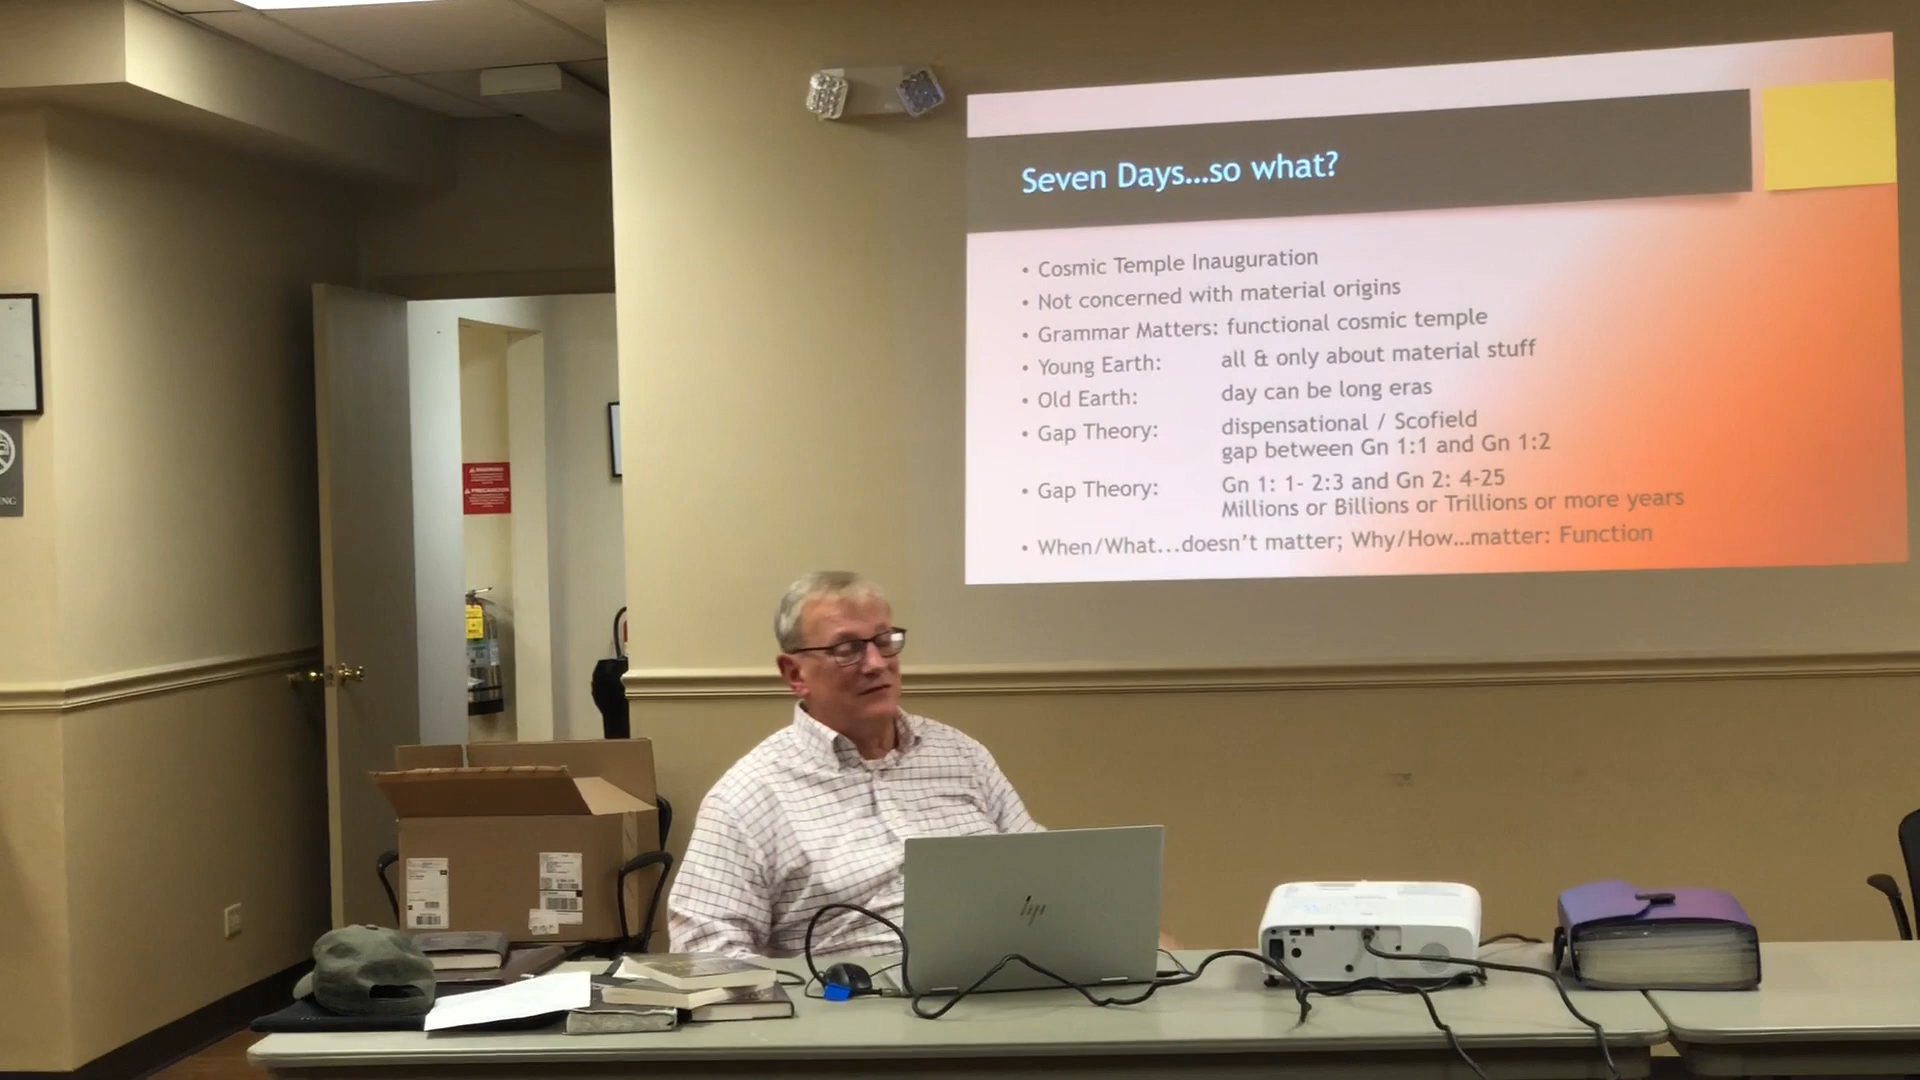 Seven Days...so what?
• Cosmic Temple Inauguration
• Not concerned with material origins
• Grammar Matters: functional cosmic temple
• Young Earth: all & only about material stuff
• Old Earth: day can be long eras
• Gap Theory: dispensational / Scofield
gap between Gn 1:1 and Gn 1:2
• Gap Theory: Gn 1: 1- 2:3 and Gn 2: 4-25
Millions or Billions or Trillions or more years
• When/What...doesn't matter; Why/How...matter: Function
NG
hp